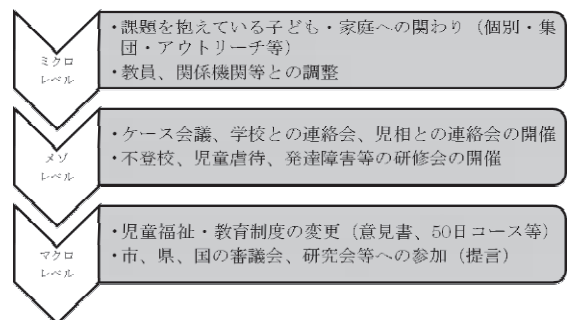 ミクロ
レベル
・課題を抱えている子ども・家庭への関わり（個別・集
団・アウトリーチ等）
・教員、関係機関等との調整
メゾ
レベル
・ケース会議、学校との連絡会、児相との連絡会の開催
・不登校、児童虐待、発達障害等の研修会の開催
マクロ
レベル
・児童福祉・教育制度の変更（意見書、50日コース等）
・市、県、国の審議会、研究会等への参加（提言）